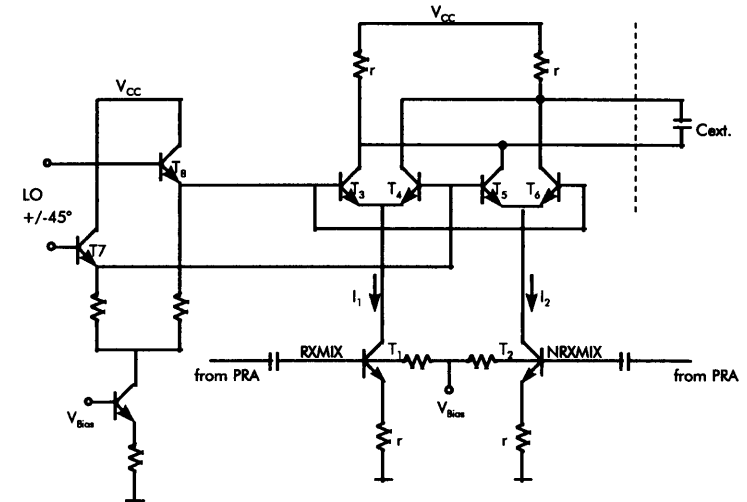 V_CC
r
r
V_CC
Cext.
T_8
LO
+/-45°
T_3
T_4
T_5
T_6
T7
I_1
I_2
RXMIX
T_1
T_2
NRXMIX
from PRA
from PRA
V_Bias
V_Bias
r
r